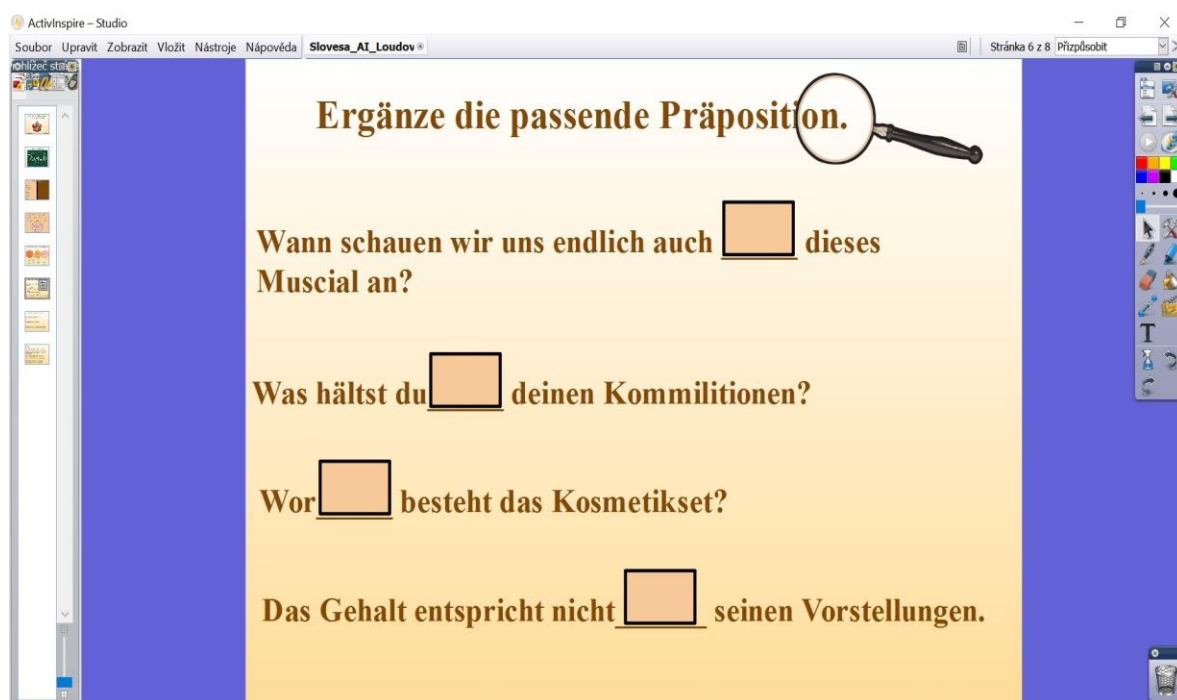 ActivInspire – Studio
Soubor Upravit Zobrazit Vložit Nástroje Nápověda Slovesa_AI_Loudov Stránka 6 z 8 Přizpůsobit
Ergänze die passende Präposition.
Wann schauen wir uns endlich auch dieses
Muscial an?
Was hältst du deinen Kommilitionen?
Wor besteht das Kosmetikset?
Das Gehalt entspricht nicht seinen Vorstellungen.
T